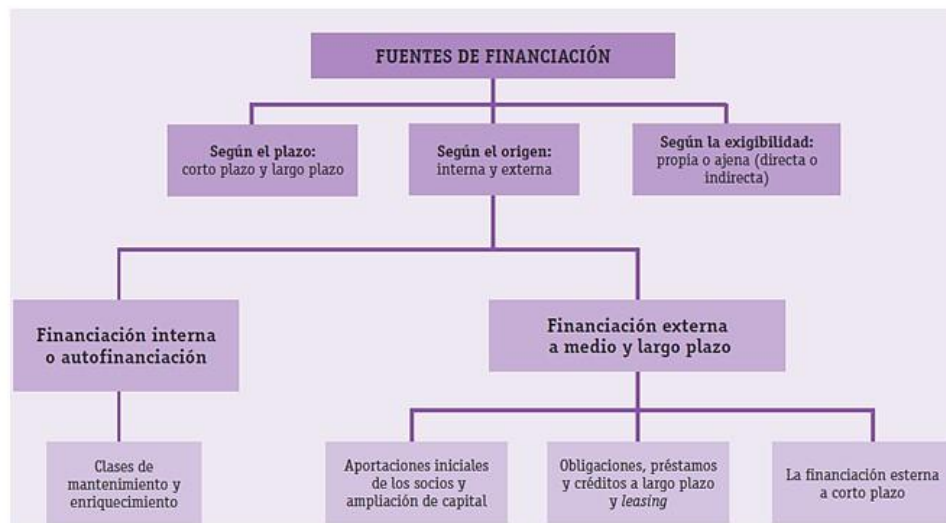 FUENTES DE FINANCIACIÓN
Según el plazo:
corto plazo y largo plazo
Según el origen:
interna y externa
Según la exigibilidad:
propia o ajena (directa o
indirecta)
Financiación interna
o autofinanciación
Financiación externa
a medio y largo plazo
Clases de
mantenimiento y
enriquecimiento
Aportaciones iniciales
de los socios y
ampliación de capital
Obligaciones, préstamos
y créditos a largo plazo
y leasing
La financiación esterna
a corto plazo